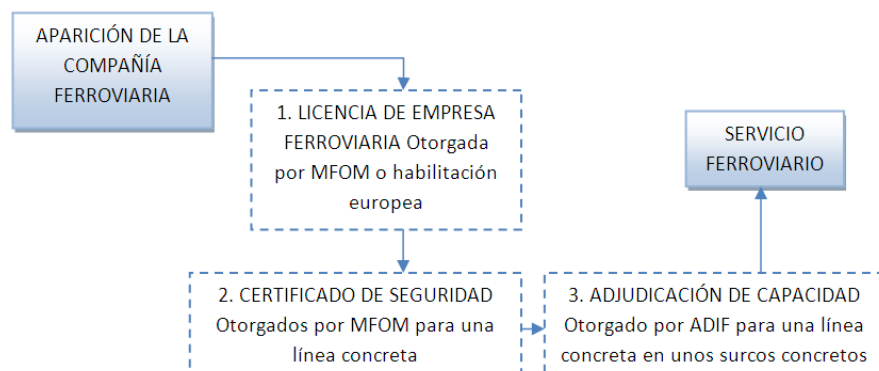 APARICIÓN DE LA
COMPAÑÍA
FERROVIARIA
1. LICENCIA DE EMPRESA
FERROVIARIA Otorgada
por MFOM o habilitación
europea
SERVICIO
FERROVIARIO
2. CERTIFICADO DE SEGURIDAD
Otorgados por MFOM para una
línea concreta
3. ADJUDICACIÓN DE CAPACIDAD
Otorgado por ADIF para una línea
concreta en unos surcos concretos